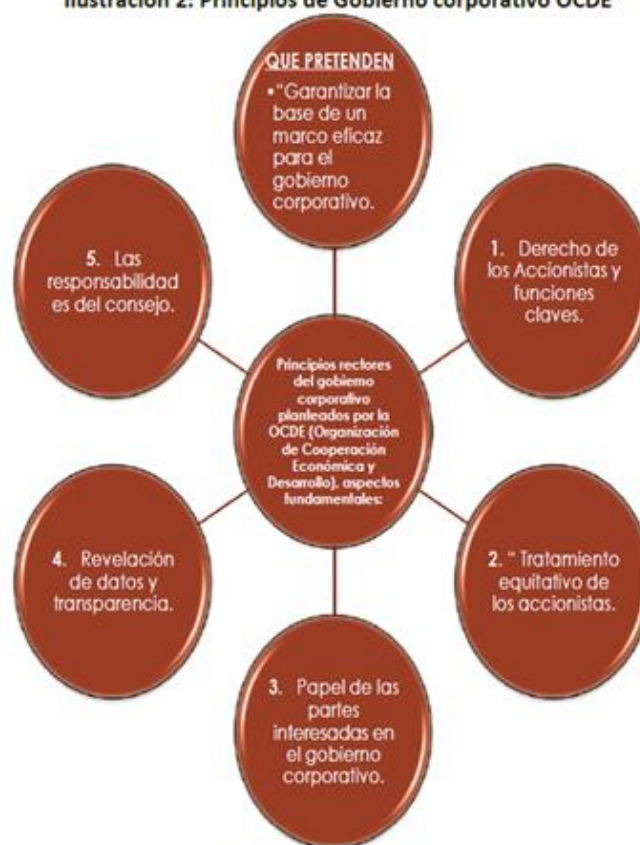 Ilustración 2: Principios de Gobierno corporativo OCDE
QUE PRETENDEN
•"Garantizar la
base de un
marco eficaz
para el
gobierno
corporativo.
1. Derecho de
los Accionistas y
funciones
claves.
2. " Tratamiento
equitativo de
los accionistas.
3. Papel de las
partes
interesadas en
el gobierno
corporativo.
4. Revelación
de datos y
transparencia.
5. Las
responsabilidad
es del consejo.
Principios rectores
del gobierno
corporativo
planteados por la
OCDE (Organización
de Cooperación
Económica y
Desarrollo), aspectos
fundamentales: